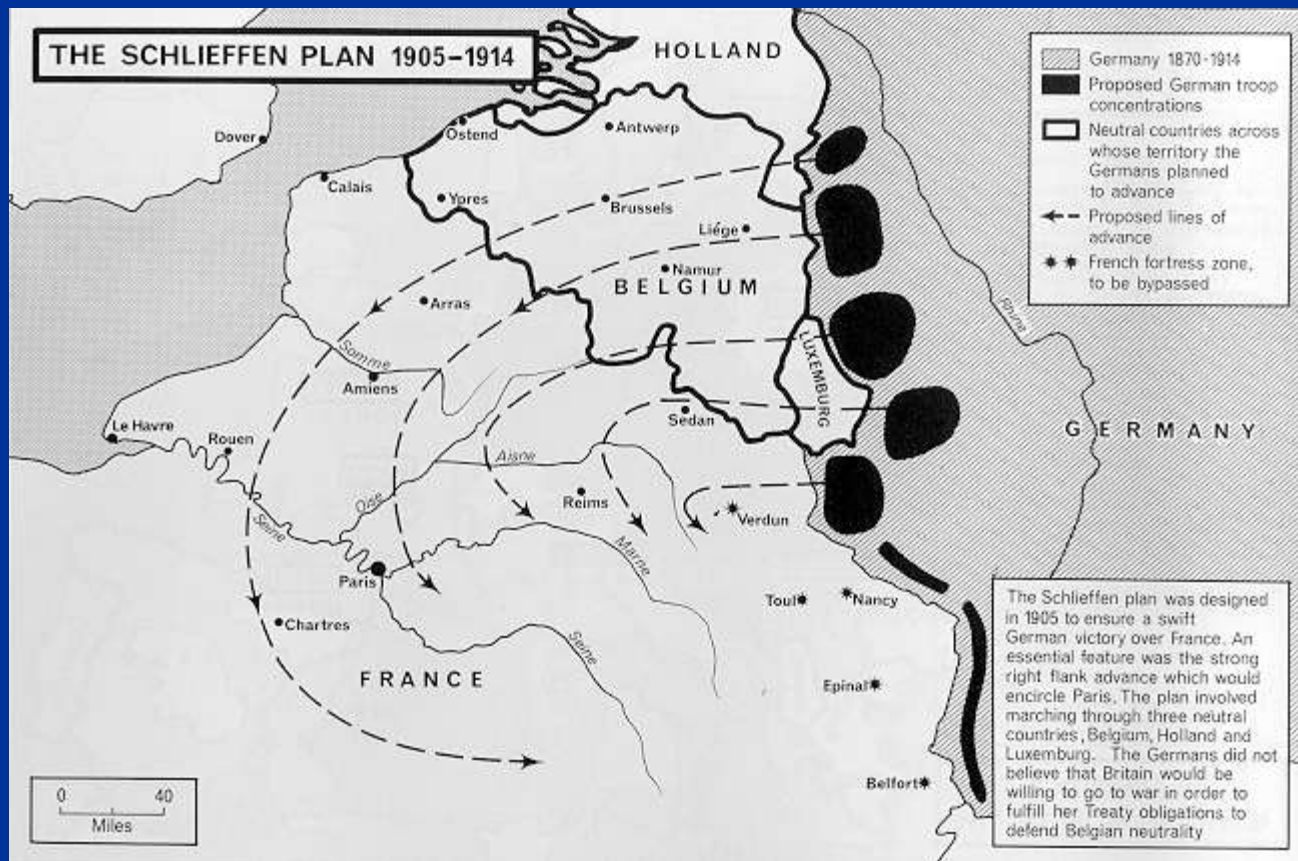 THE SCHLIEFFEN PLAN 1905–1914
HOLLAND
Germany 1870-1914
Proposed German troop
concentrations
Neutral countries across
whose territory the
Germans planned
to advance
Proposed lines of
advance
French fortress zone,
to be bypassed
Dover
Ostend
Antwerp
Calais
Ypres
Brussels
Liége
Namur
BELGIUM
Arras
Rhine
LUXEMBURG
Somme
Amiens
Sedan
GERMANY
Le Havre
Rouen
Aisne
Oise
Reims
Verdun
Seine
Marne
Paris
Toul
Nancy
Chartres
Seine
FRANCE
Epinal
Belfort
0 40
Miles
The Schlieffen plan was designed
in 1905 to ensure a swift
German victory over France. An
essential feature was the strong
right flank advance which would
encircle Paris. The plan involved
marching through three neutral
countries, Belgium, Holland and
Luxemburg. The Germans did not
believe that Britain would be
willing to go to war in order to
fulfill her Treaty obligations to
defend Belgian neutrality